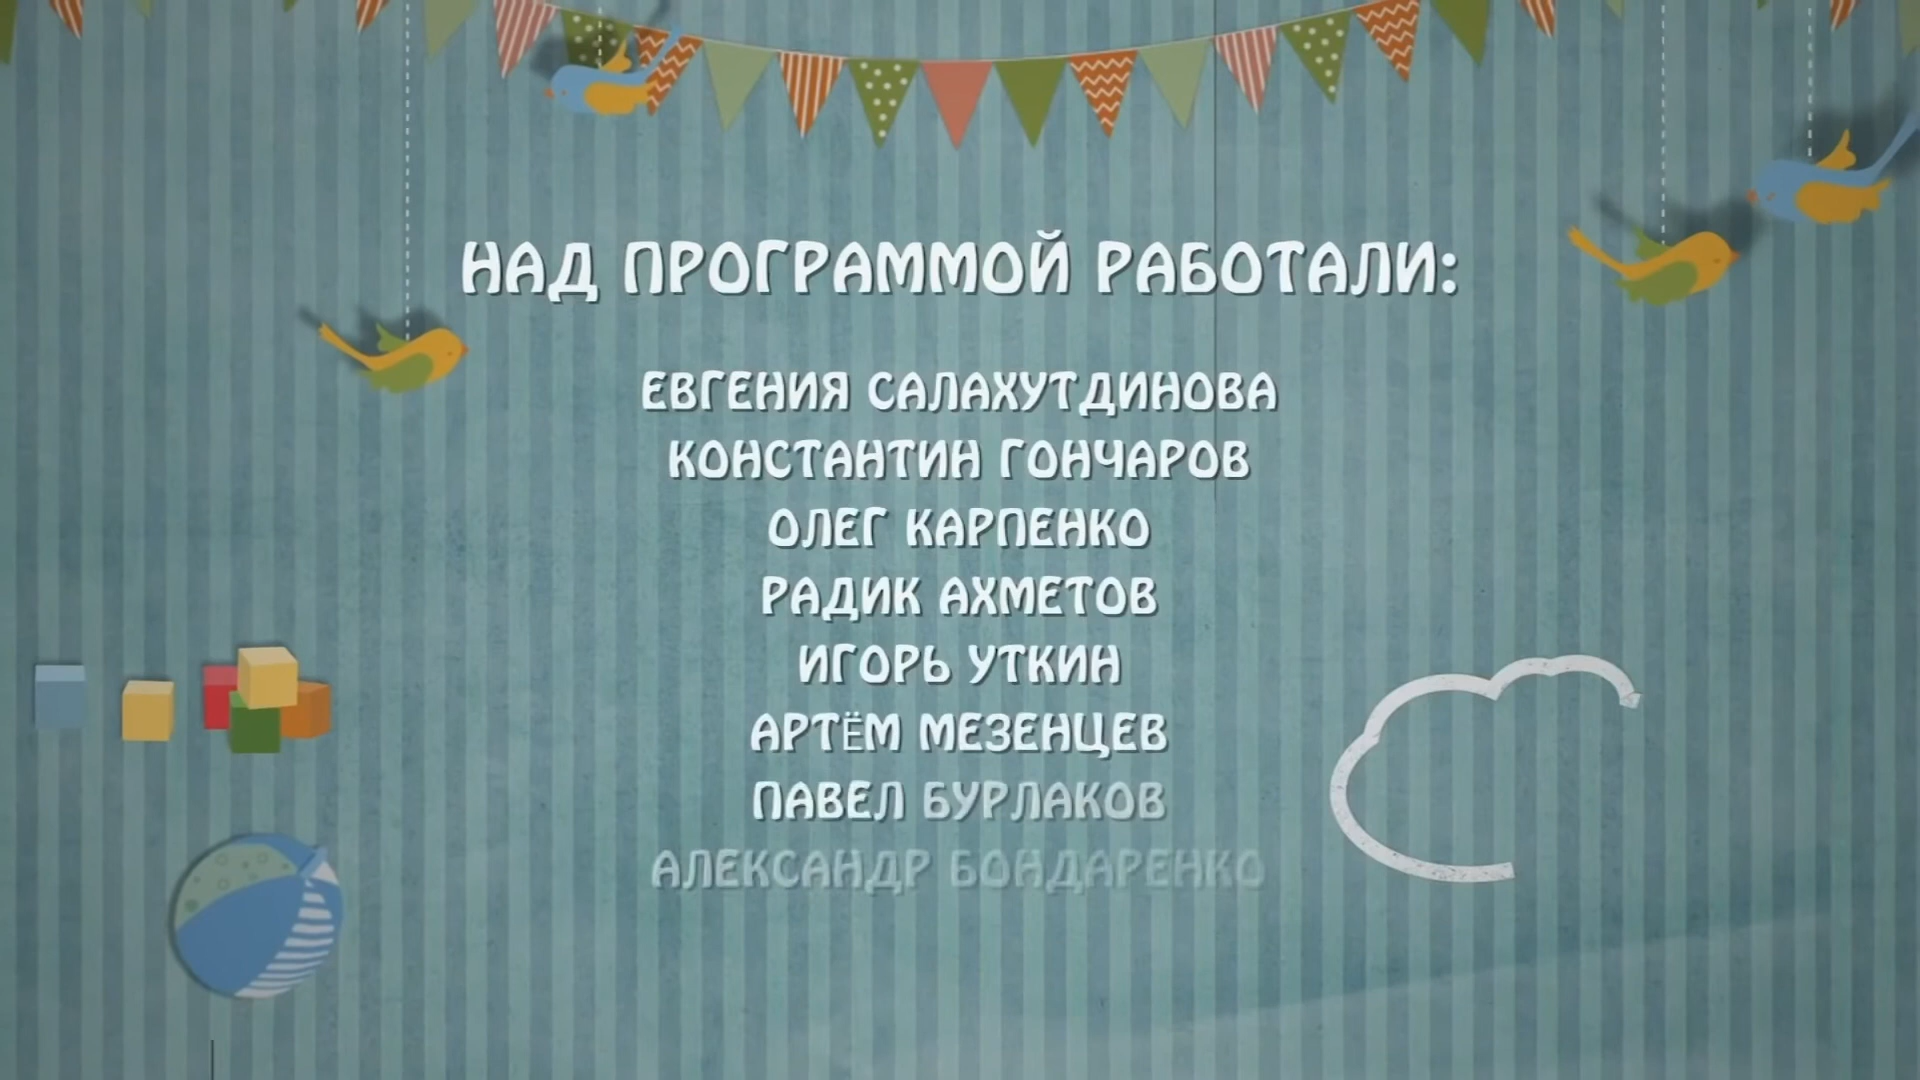 НАД ПРОГРАММОЙ РАБОТАЛИ:
ЕВГЕНИЯ САЛАХУТДИНОВА
КОНСТАНТИН ГОНЧАРОВ
ОЛЕГ КАРПЕНКО
РАДИК АХМЕТОВ
ИГОРЬ УТКИН
АРТЁМ МЕЗЕНЦЕВ
ПАВЕЛ БУРЛАКОВ
АЛЕКСАНДР БОНДАРЕНКО